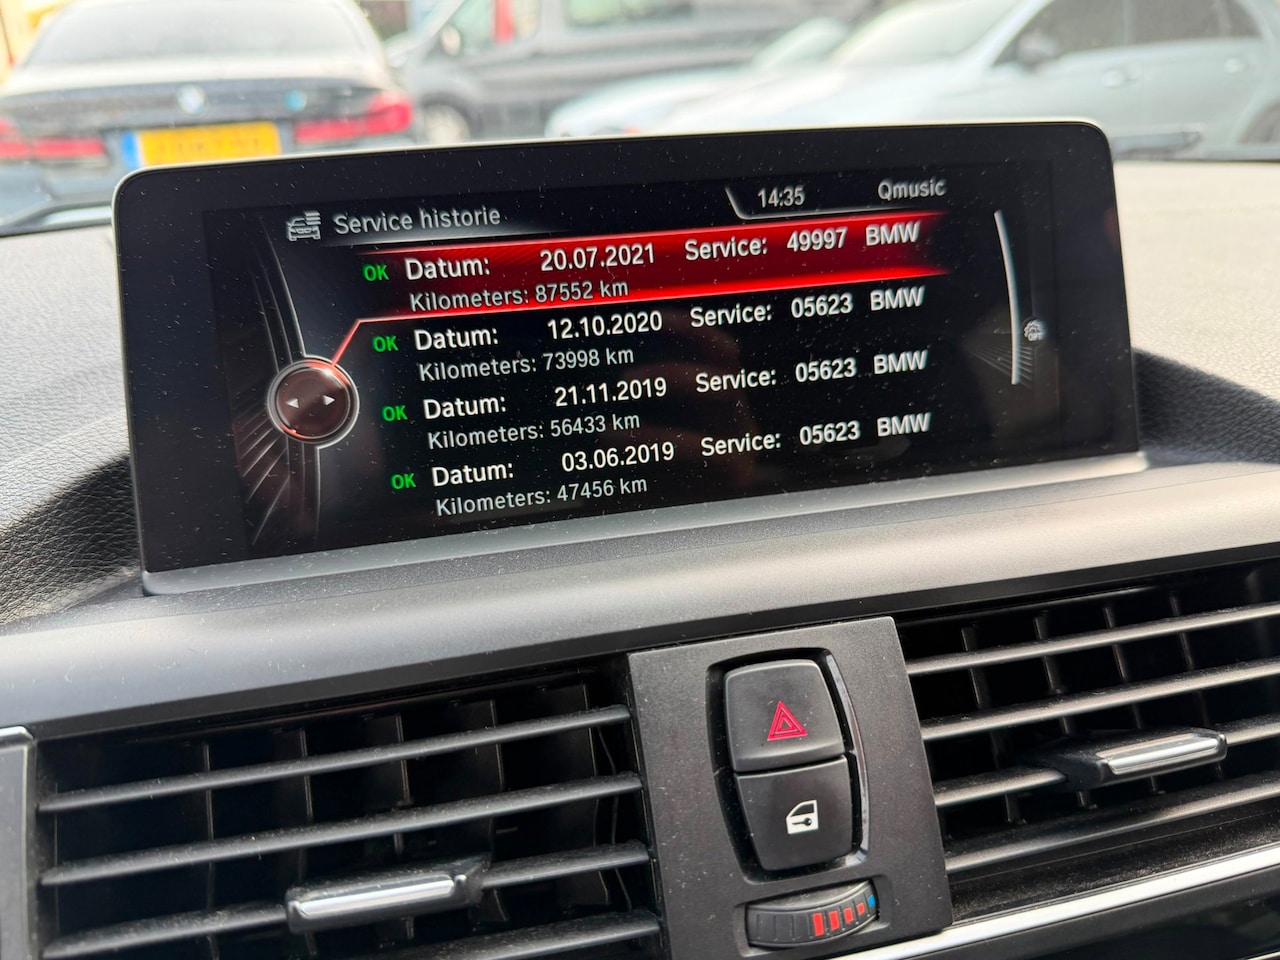 Service historie 14:35 Qmusic
OK Datum: 20.07.2021 Service: 49997 BMW
Kilometers: 87552 km
OK Datum: 12.10.2020 Service: 05623 BMW
Kilometers: 73998 km
OK Datum: 21.11.2019 Service: 05623 BMW
Kilometers: 56433 km
OK Datum: 03.06.2019 Service: 05623 BMW
Kilometers: 47456 km